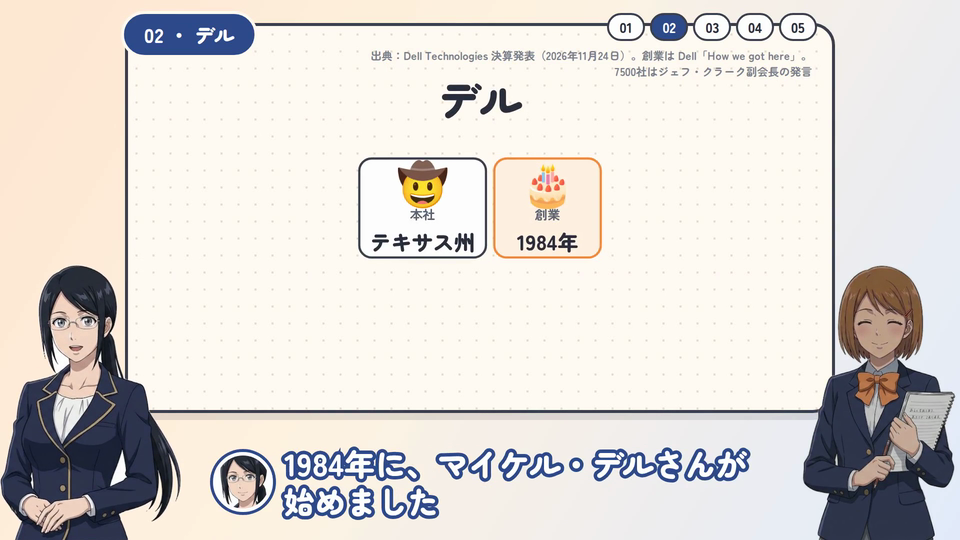 02 ・ デル
01 02 03 04 05
出典：Dell Technologies 決算発表（2026年11月24日）。創業は Dell「How we got here」。
7500社はジェフ・クラーク副会長の発言
デル
本社
テキサス州
創業
1984年
1984年に、マイケル・デルさんが
始めました